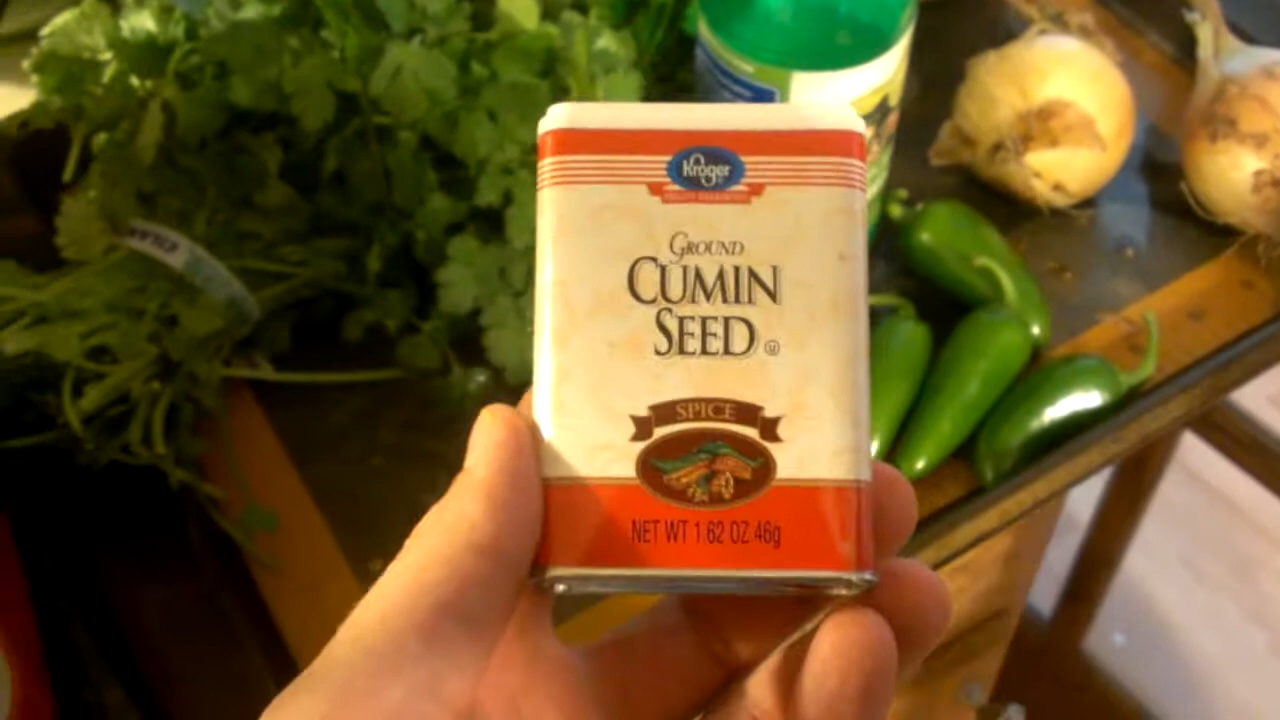 Kroger
GROUND
CUMIN
SEED
SPICE
NET WT 1.62 OZ 46g